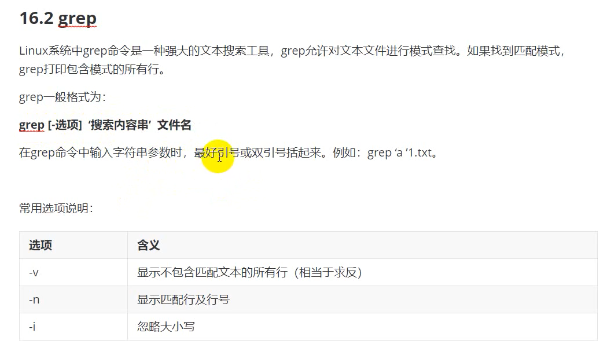 16.2 grep
Linux系统中grep命令是一种强大的文本搜索工具，grep允许对文本文件进行模式查找。如果找到匹配模式，
grep打印包含模式的所有行。
grep一般格式为：
grep [-选项] ‘搜索内容串’ 文件名
在grep命令中输入字符串参数时，最好引号或双引号括起来。例如：grep ‘a ’1.txt。
常用选项说明：
选项 含义
-v 显示不包含匹配文本的所有行（相当于求反）
-n 显示匹配行及行号
-i 忽略大小写